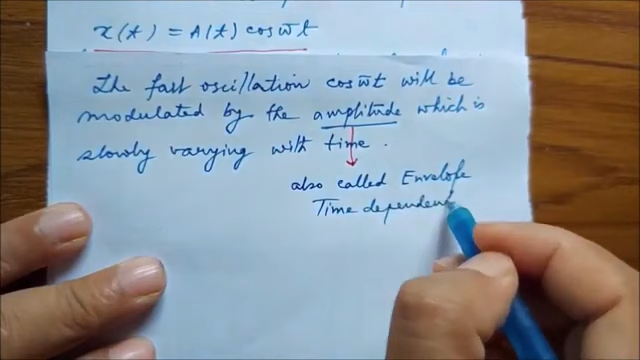 x(t) = A(t) cos ω̅t
The fast oscillation cos ω̅t will be
modulated by the amplitude which is
slowly varying with time.
also called Envelope
Time dependent